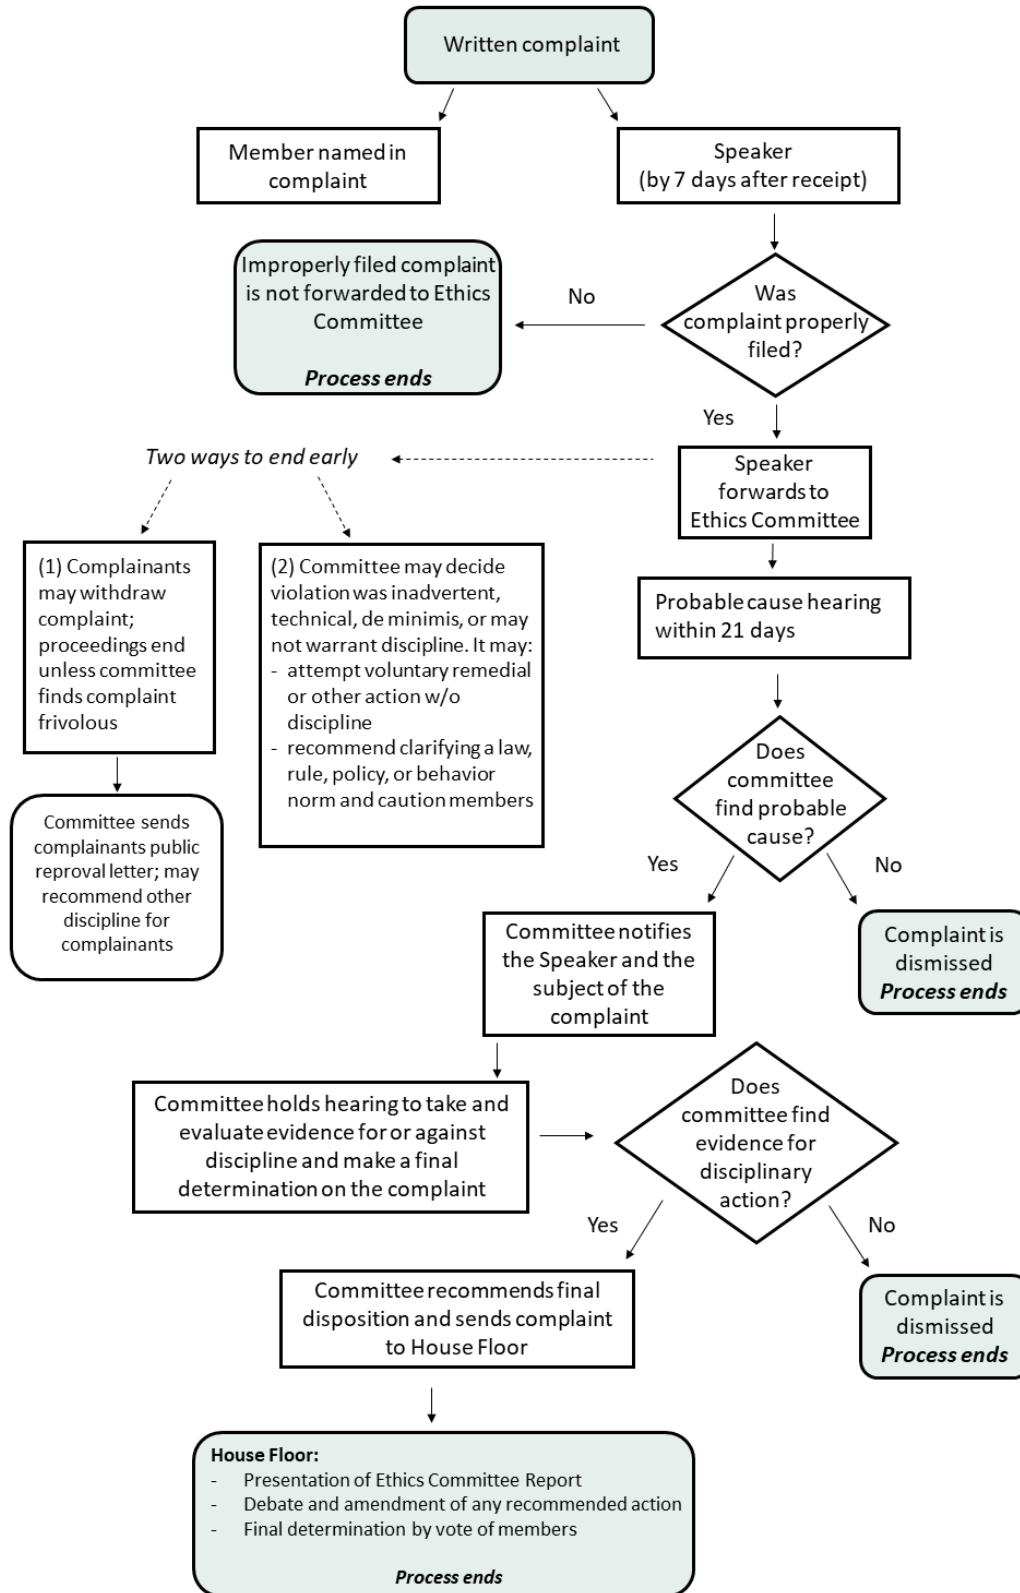 Written complaint
Member named in
complaint
Speaker
(by 7 days after receipt)
Improperly filed complaint
is not forwarded to Ethics
Committee
Process ends
No
Was
complaint properly
filed?
Yes
Two ways to end early
Speaker
forwards to
Ethics Committee
(1) Complainants
may withdraw
complaint;
proceedings end
unless committee
finds complaint
frivolous
(2) Committee may decide
violation was inadvertent,
technical, de minimis, or may
not warrant discipline. It may:
- attempt voluntary remedial
or other action w/o
discipline
- recommend clarifying a law,
rule, policy, or behavior
norm and caution members
Probable cause hearing
within 21 days
Does
committee
find probable
cause?
Committee sends
complainants public
reproval letter; may
recommend other
discipline for
complainants
Yes
No
Committee notifies
the Speaker and the
subject of the
complaint
Complaint is
dismissed
Process ends
Committee holds hearing to take and
evaluate evidence for or against
discipline and make a final
determination on the complaint
Does
committee find
evidence for
disciplinary
action?
Yes
No
Committee recommends final
disposition and sends complaint
to House Floor
Complaint is
dismissed
Process ends
House Floor:
- Presentation of Ethics Committee Report
- Debate and amendment of any recommended action
- Final determination by vote of members
Process ends